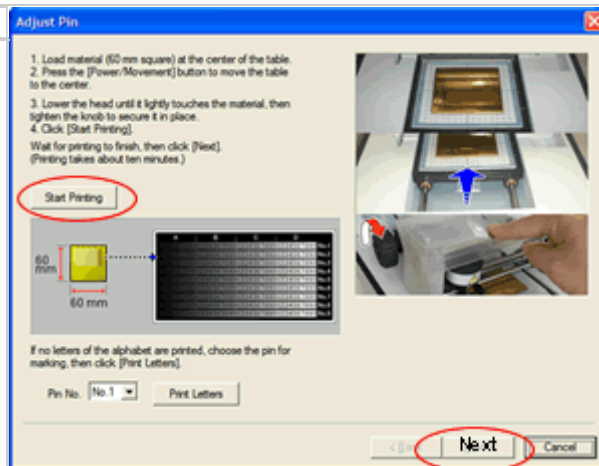 Adjust Pin
1. Load material (60 mm square) at the center of the table.
2. Press the [Power/Movement] button to move the table
to the center.
3. Lower the head until it lightly touches the material, then
tighten the knob to secure it in place.
4. Click [Start Printing].
Wait for printing to finish, then click [Next].
(Printing takes about ten minutes.)
Start Printing
A B C D
No.1
60
mm
60 mm
If no letters of the alphabet are printed, choose the pin for
marking, then click [Print Letters].
Pin No. No.1 Print Letters
Next Cancel